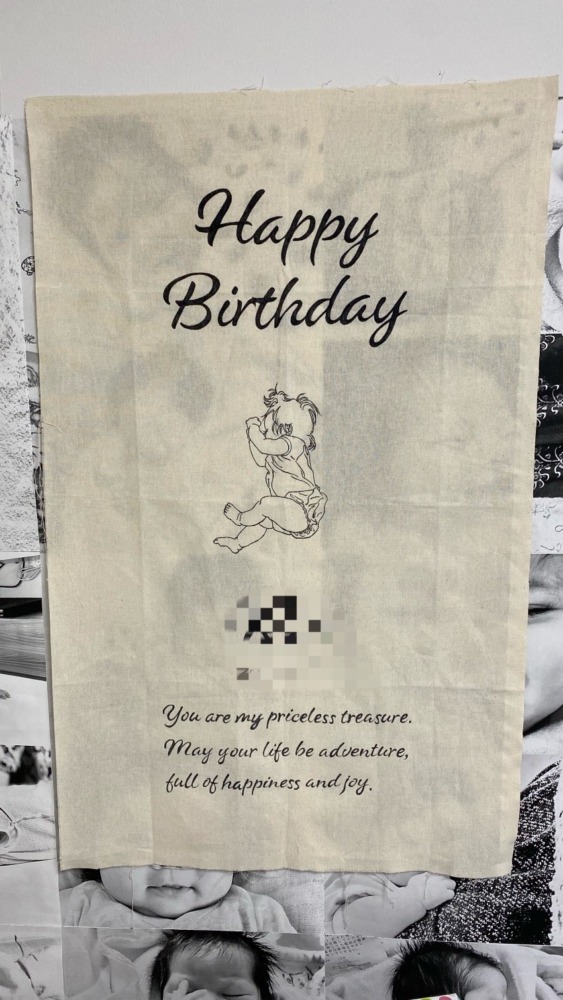 Happy
Birthday
You are my priceless treasure.
May your life be adventure,
full of happiness and joy.